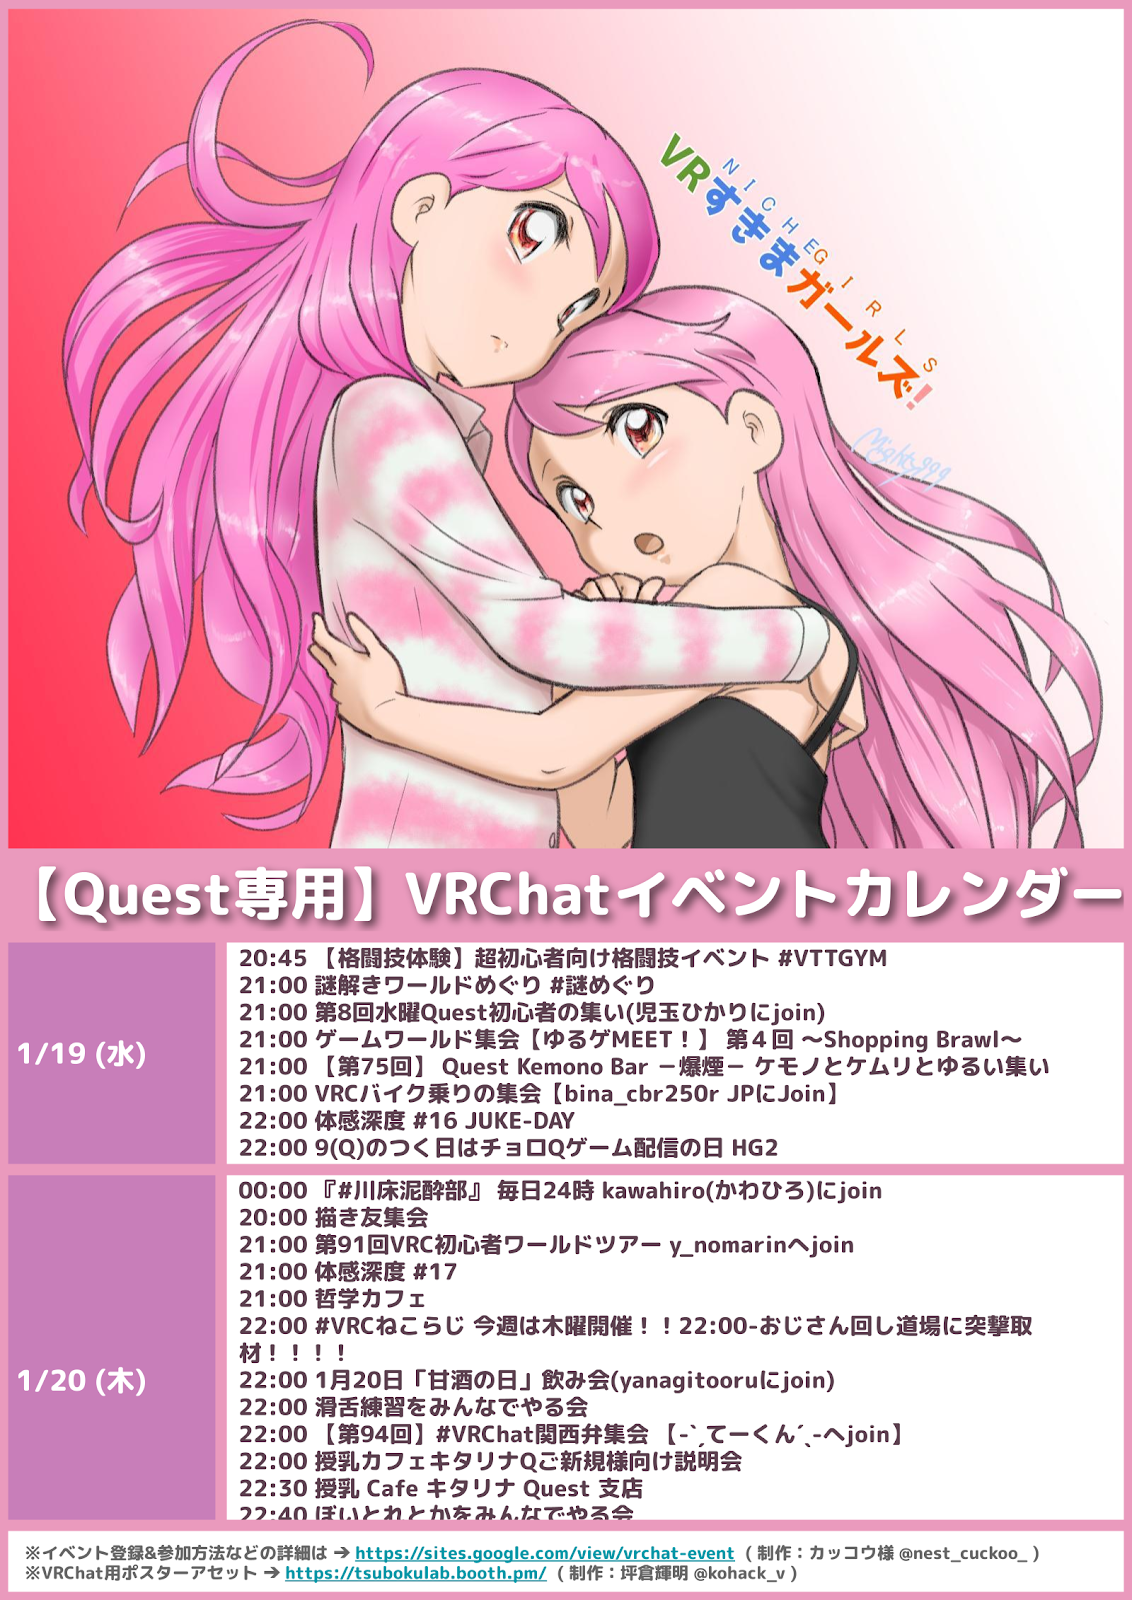 NICHE GIRLS
VRすきまガールズ!
Mighty999
【Quest専用】VRChatイベントカレンダー
1/19 (水)
20:45 【格闘技体験】超初心者向け格闘技イベント #VTTGYM
21:00 謎解きワールドめぐり #謎めぐり
21:00 第8回水曜Quest初心者の集い(児玉ひかりにjoin)
21:00 ゲームワールド集会【ゆるゲMEET！】 第４回 〜Shopping Brawl〜
21:00 【第75回】 Quest Kemono Bar －爆煙－ ケモノとケムリとゆるい集い
21:00 VRCバイク乗りの集会【bina_cbr250r JPにJoin】
22:00 体感深度 #16 JUKE-DAY
22:00 9(Q)のつく日はチョロQゲーム配信の日 HG2
1/20 (木)
00:00 『#川床泥酔部』 毎日24時 kawahiro(かわひろ)にjoin
20:00 描き友集会
21:00 第91回VRC初心者ワールドツアー y_nomarinへjoin
21:00 体感深度 #17
21:00 哲学カフェ
22:00 #VRCねこらじ 今週は木曜開催！！22:00-おじさん回し道場に突撃取
材！！！！
22:00 1月20日「甘酒の日」飲み会(yanagitooruにjoin)
22:00 滑舌練習をみんなでやる会
22:00 【第94回】#VRChat関西弁集会 【-ˋˏてーくんˊˎ-へjoin】
22:00 授乳カフェキタリナQご新規様向け説明会
22:30 授乳 Cafe キタリナ Quest 支店
22:40 ぼいとれとかをみんなでやる会
※イベント登録&参加方法などの詳細は → https://sites.google.com/view/vrchat-event ( 制作：カッコウ様 @nest_cuckoo_ )
※VRChat用ポスターアセット → https://tsubokulab.booth.pm/ ( 制作：坪倉輝明 @kohack_v )